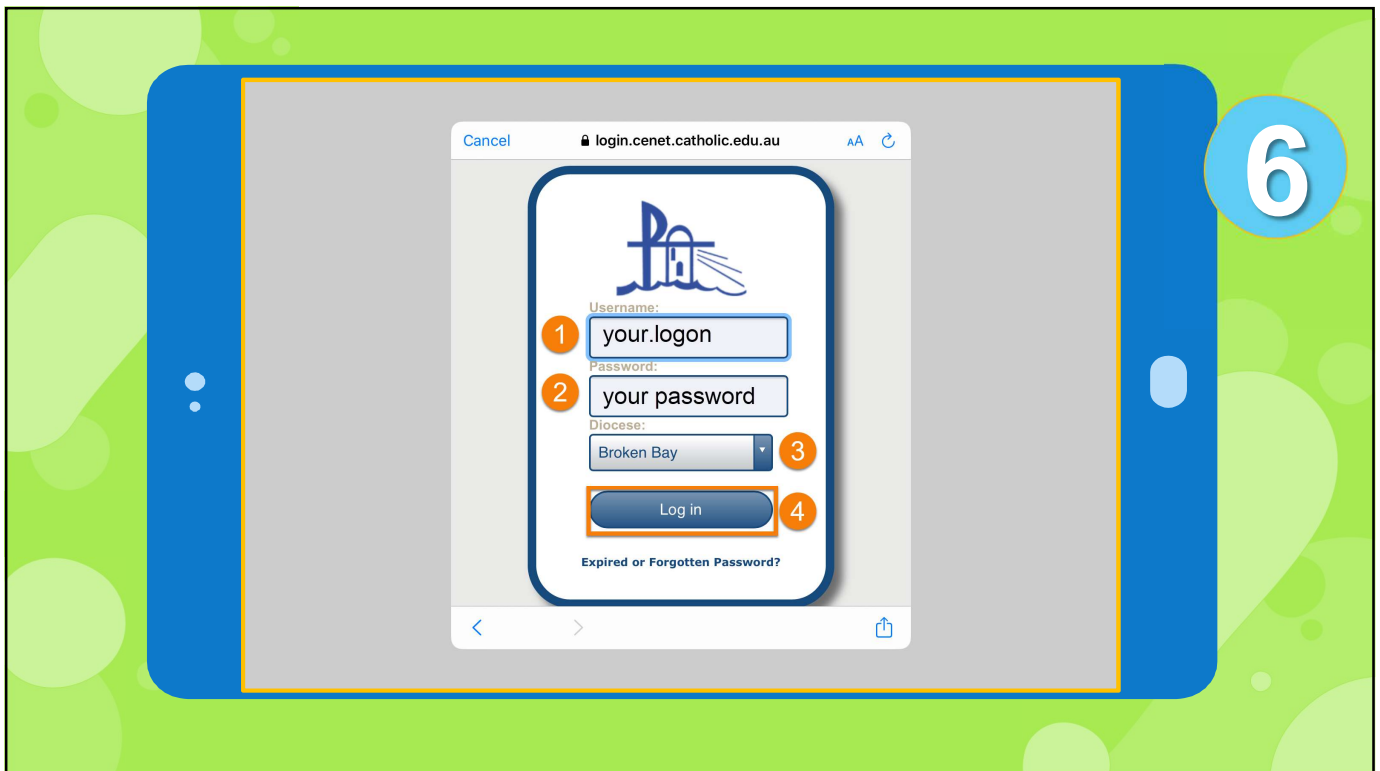 6
Cancel login.cenet.catholic.edu.au AA
Username:
1 your.logon
Password:
2 your password
Diocese:
Broken Bay 3
Log in 4
Expired or Forgotten Password?